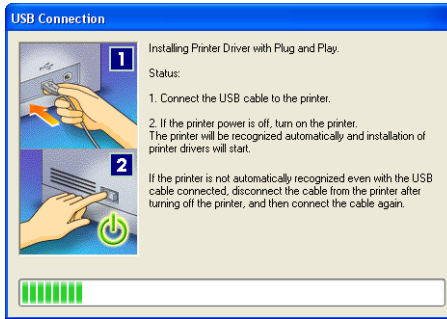 USB Connection
1
Installing Printer Driver with Plug and Play.
Status:
1. Connect the USB cable to the printer.
2. If the printer power is off, turn on the printer.
The printer will be recognized automatically and installation of
printer drivers will start.
2
If the printer is not automatically recognized even with the USB
cable connected, disconnect the cable from the printer after
turning off the printer, and then connect the cable again.